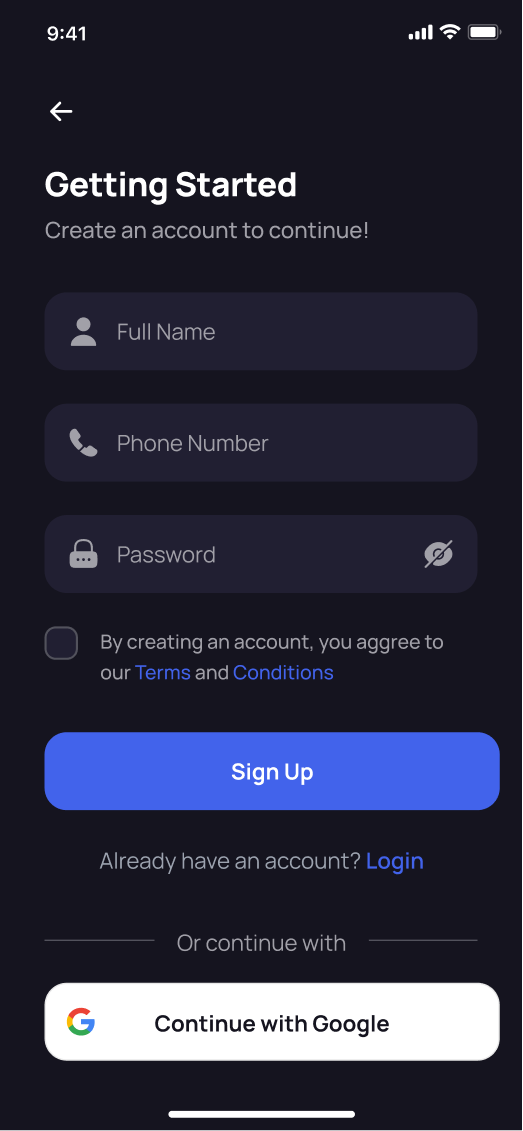 9:41
Getting Started
Create an account to continue!
Full Name
Phone Number
Password
By creating an account, you aggree to
our Terms and Conditions
Sign Up
Already have an account? Login
Or continue with
Continue with Google